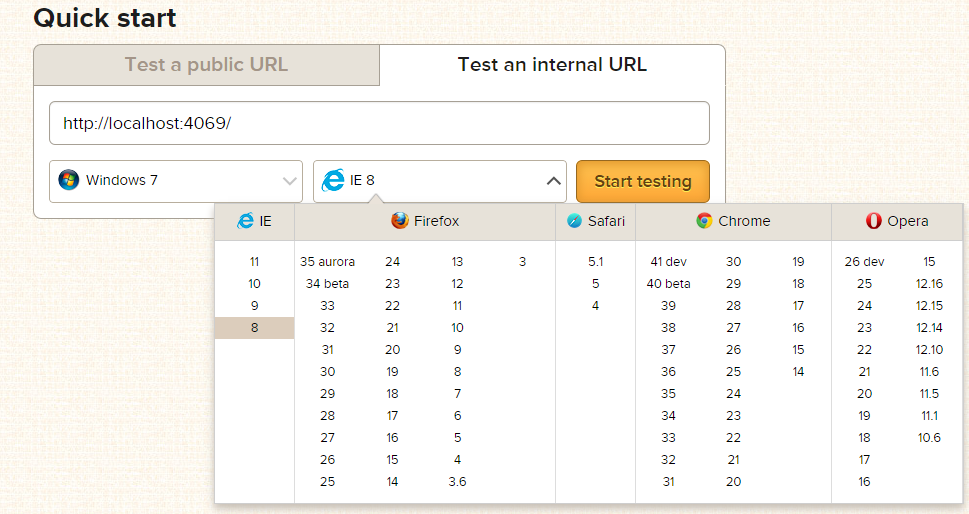 Quick start
Test a public URL Test an internal URL
http://localhost:4069/
Windows 7 IE 8 Start testing
IE Firefox Safari Chrome Opera
11 35 aurora 24 13 3 5.1 41 dev 30 19 26 dev 15
10 34 beta 23 12 5 40 beta 29 18 25 12.16
9 33 22 11 4 39 28 17 24 12.15
8 32 21 10 38 27 16 23 12.14
31 20 9 37 26 15 22 12.10
30 19 8 36 25 14 21 11.6
29 18 7 35 24 20 11.5
28 17 6 34 23 19 11.1
27 16 5 33 22 18 10.6
26 15 4 32 21 17
25 14 3.6 31 20 16